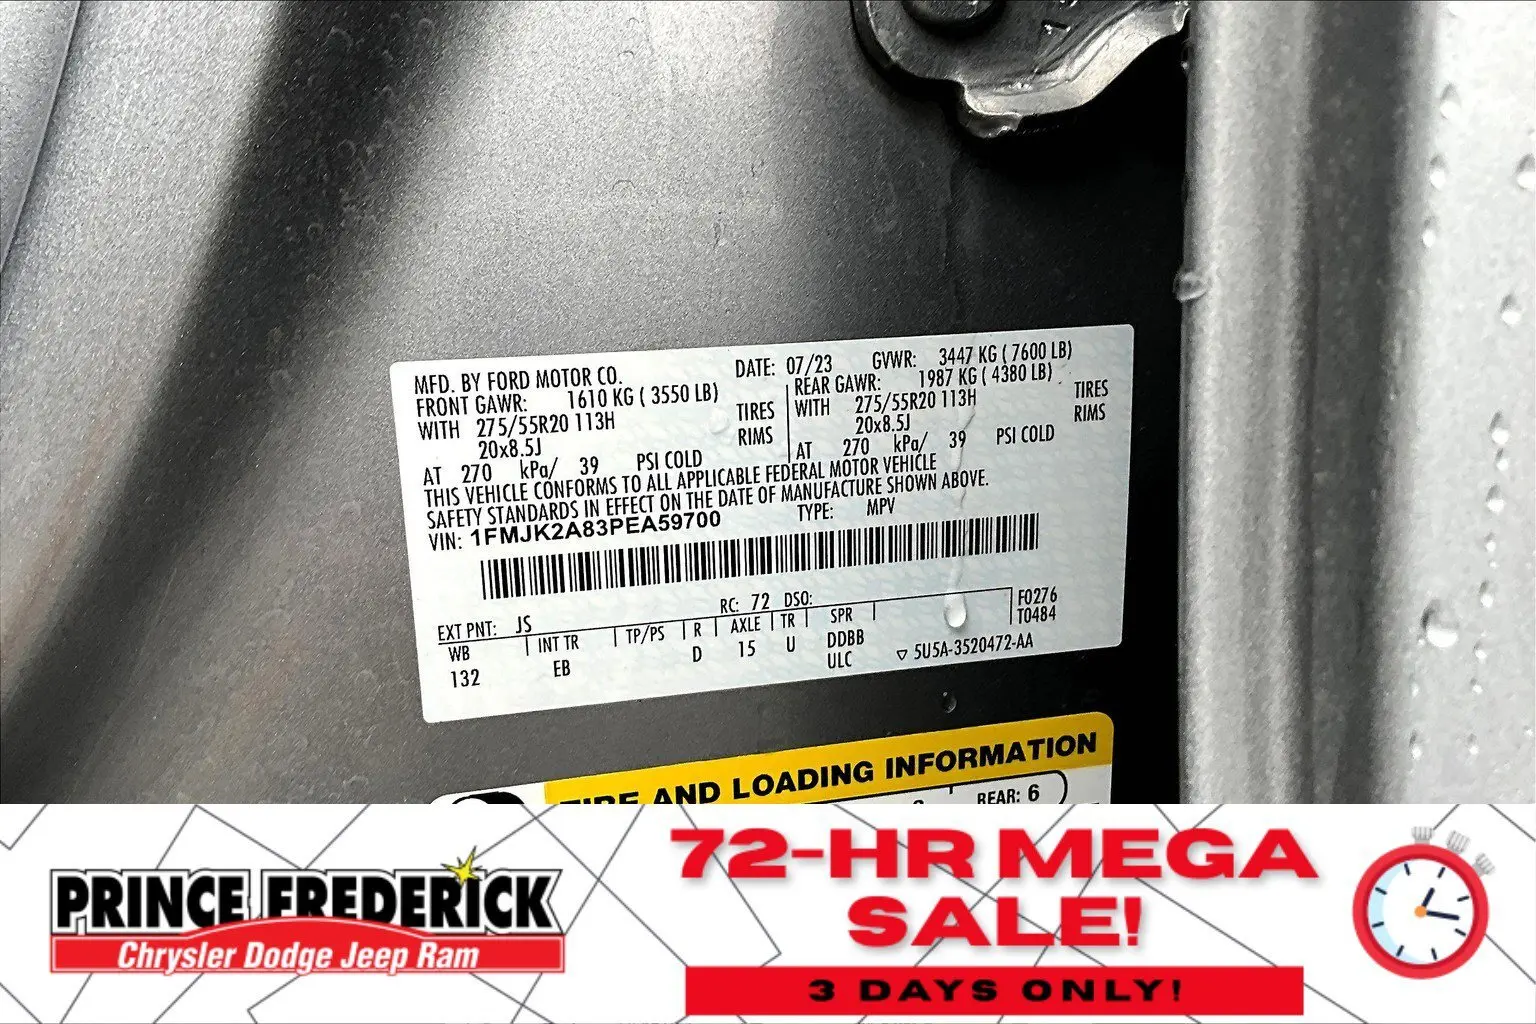 MFD. BY FORD MOTOR CO.
DATE: 07/23 GVWR: 3447 KG ( 7600 LB)
FRONT GAWR: 1610 KG ( 3550 LB)
REAR GAWR: 1987 KG ( 4380 LB)
WITH 275/55R20 113H TIRES
WITH 275/55R20 113H TIRES
20x8.5J RIMS
20x8.5J RIMS
AT 270 kPa/ 39 PSI COLD
AT 270 kPa/ 39 PSI COLD
THIS VEHICLE CONFORMS TO ALL APPLICABLE FEDERAL MOTOR VEHICLE
SAFETY STANDARDS IN EFFECT ON THE DATE OF MANUFACTURE SHOWN ABOVE.
VIN: 1FMJK2A83PEA59700 TYPE: MPV
EXT PNT: JS RC: 72 DSO: F0276
T0484
WB INT TR TP/PS R AXLE TR SPR
132 EB D 15 U DDBB
ULC ▽ 5U5A-3520472-AA
TIRE AND LOADING INFORMATION
REAR: 6
PRINCE FREDERICK
Chrysler Dodge Jeep Ram
72-HR MEGA
SALE!
3 DAYS ONLY!